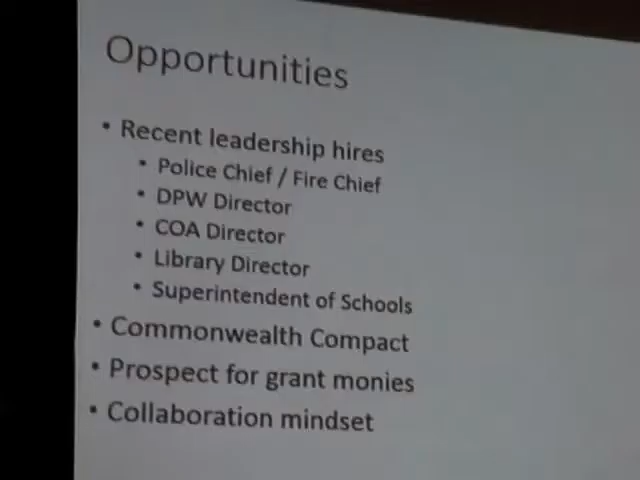 Opportunities
• Recent leadership hires
• Police Chief / Fire Chief
• DPW Director
• COA Director
• Library Director
• Superintendent of Schools
• Commonwealth Compact
• Prospect for grant monies
• Collaboration mindset